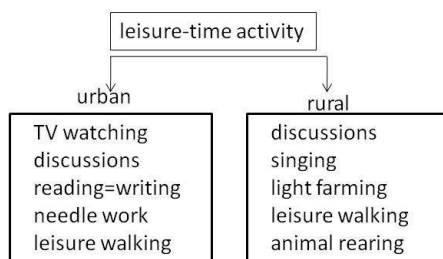 leisure-time activity
urban
TV watching
discussions
reading=writing
needle work
leisure walking
rural
discussions
singing
light farming
leisure walking
animal rearing